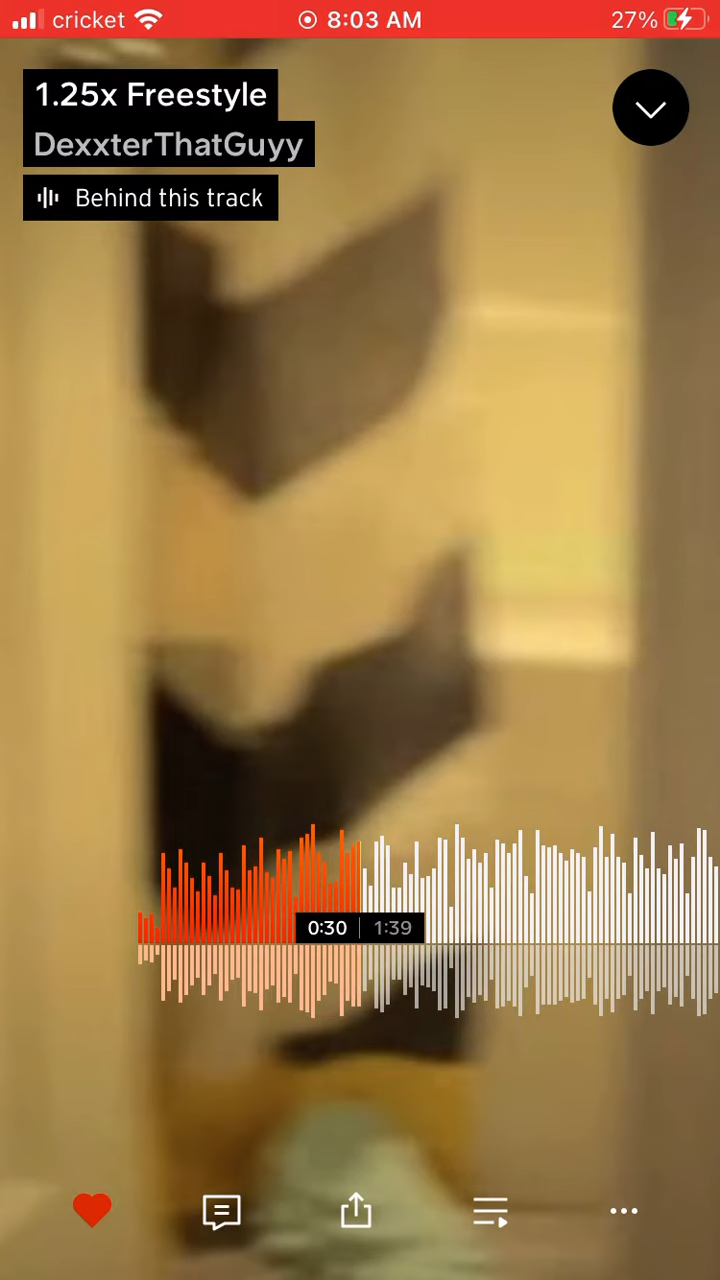 cricket 8:03 AM 27%
1.25x Freestyle
DexxterThatGuyy
Behind this track
0:30 1:39